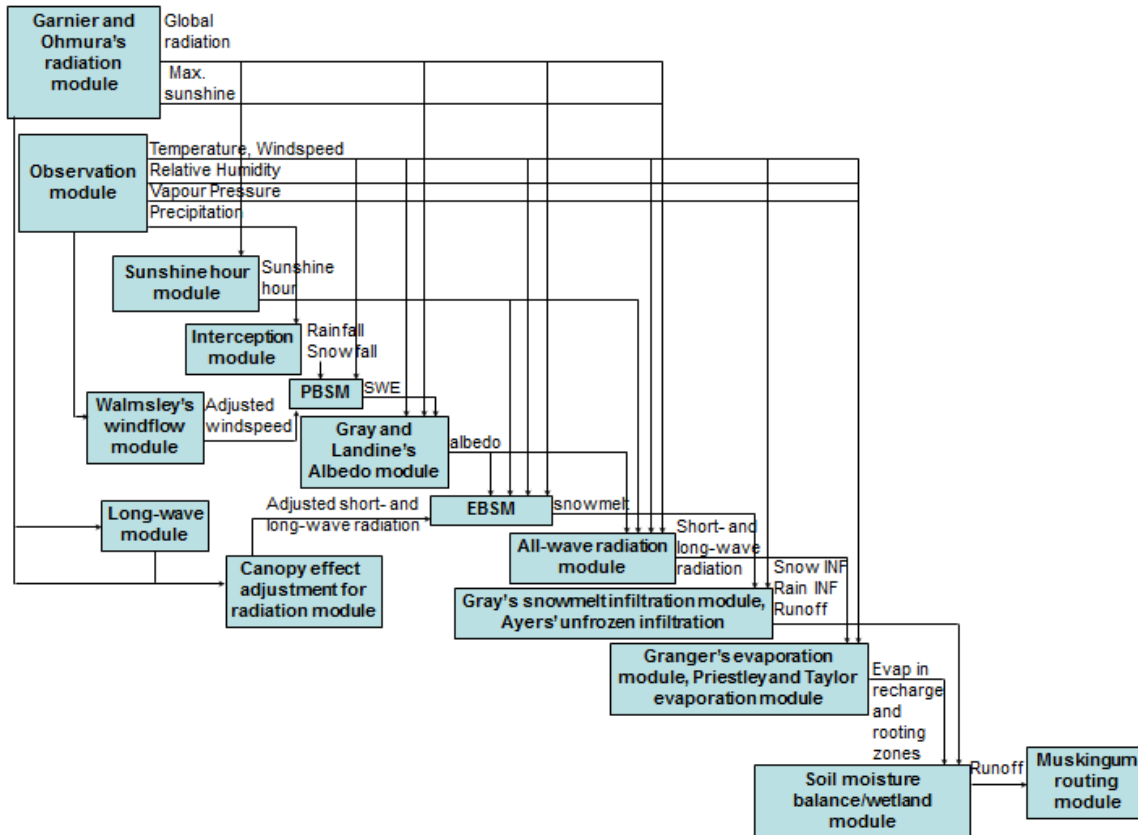 Garnier and
Ohmura's
radiation
module
Global
radiation
Max.
sunshine
Observation
module
Temperature, Windspeed
Relative Humidity
Vapour Pressure
Precipitation
Sunshine hour
module
Sunshine
hour
Interception
module
Rainfall
Snowfall
PBSM
SWE
Walmsley's
windflow
module
Adjusted
windspeed
Gray and
Landine's
Albedo module
albedo
Long-wave
module
Adjusted short- and
long-wave radiation
EBSM
snowmelt
Canopy effect
adjustment for
radiation module
All-wave radiation
module
Short- and
long-wave
radiation
Gray's snowmelt infiltration module,
Ayers' unfrozen infiltration
Snow INF
Rain INF
Runoff
Granger's evaporation
module, Priestley and Taylor
evaporation module
Evap in
recharge
and
rooting
zones
Soil moisture
balance/wetland
module
Runoff
Muskingum
routing
module